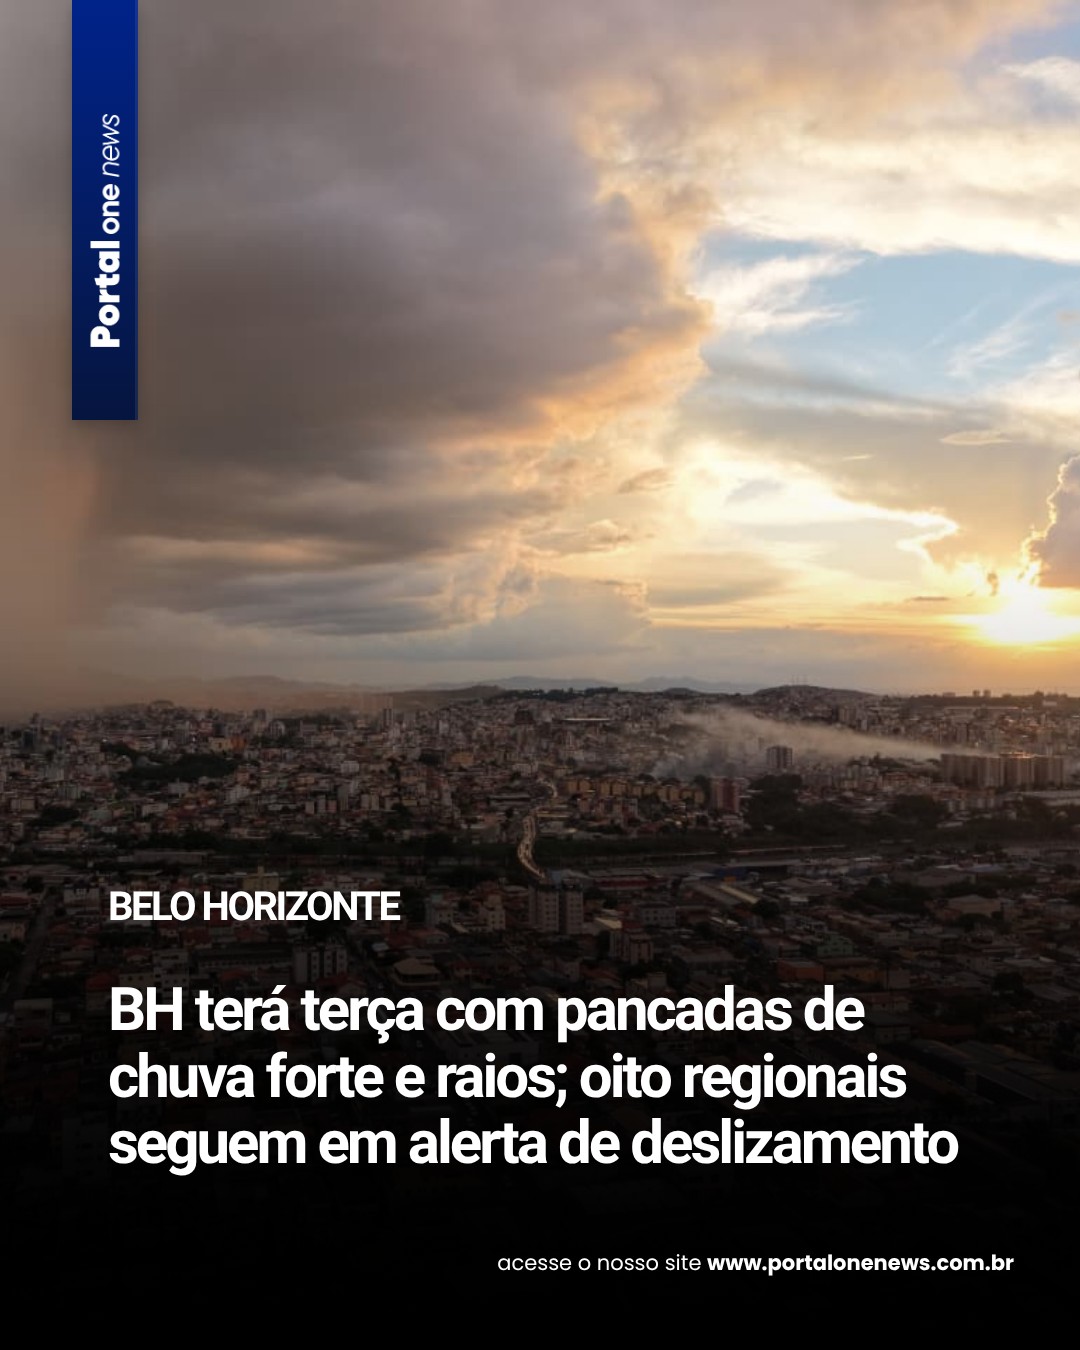 Portal one news
BELO HORIZONTE
BH terá terça com pancadas de
chuva forte e raios; oito regionais
seguem em alerta de deslizamento
acesse o nosso site www.portalonenews.com.br